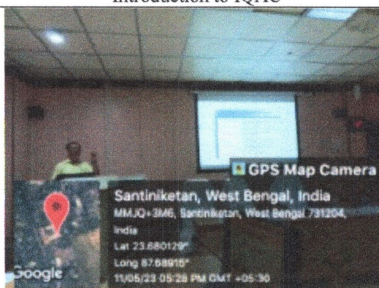 Introduction to IQAC
GPS Map Camera
Santiniketan, West Bengal, India
MMJQ+3M6, Santiniketan, West Bengal 731204,
India
Lat 23.680129°
Long 87.68915°
11/05/23 05:28 PM GMT +05:30
Google